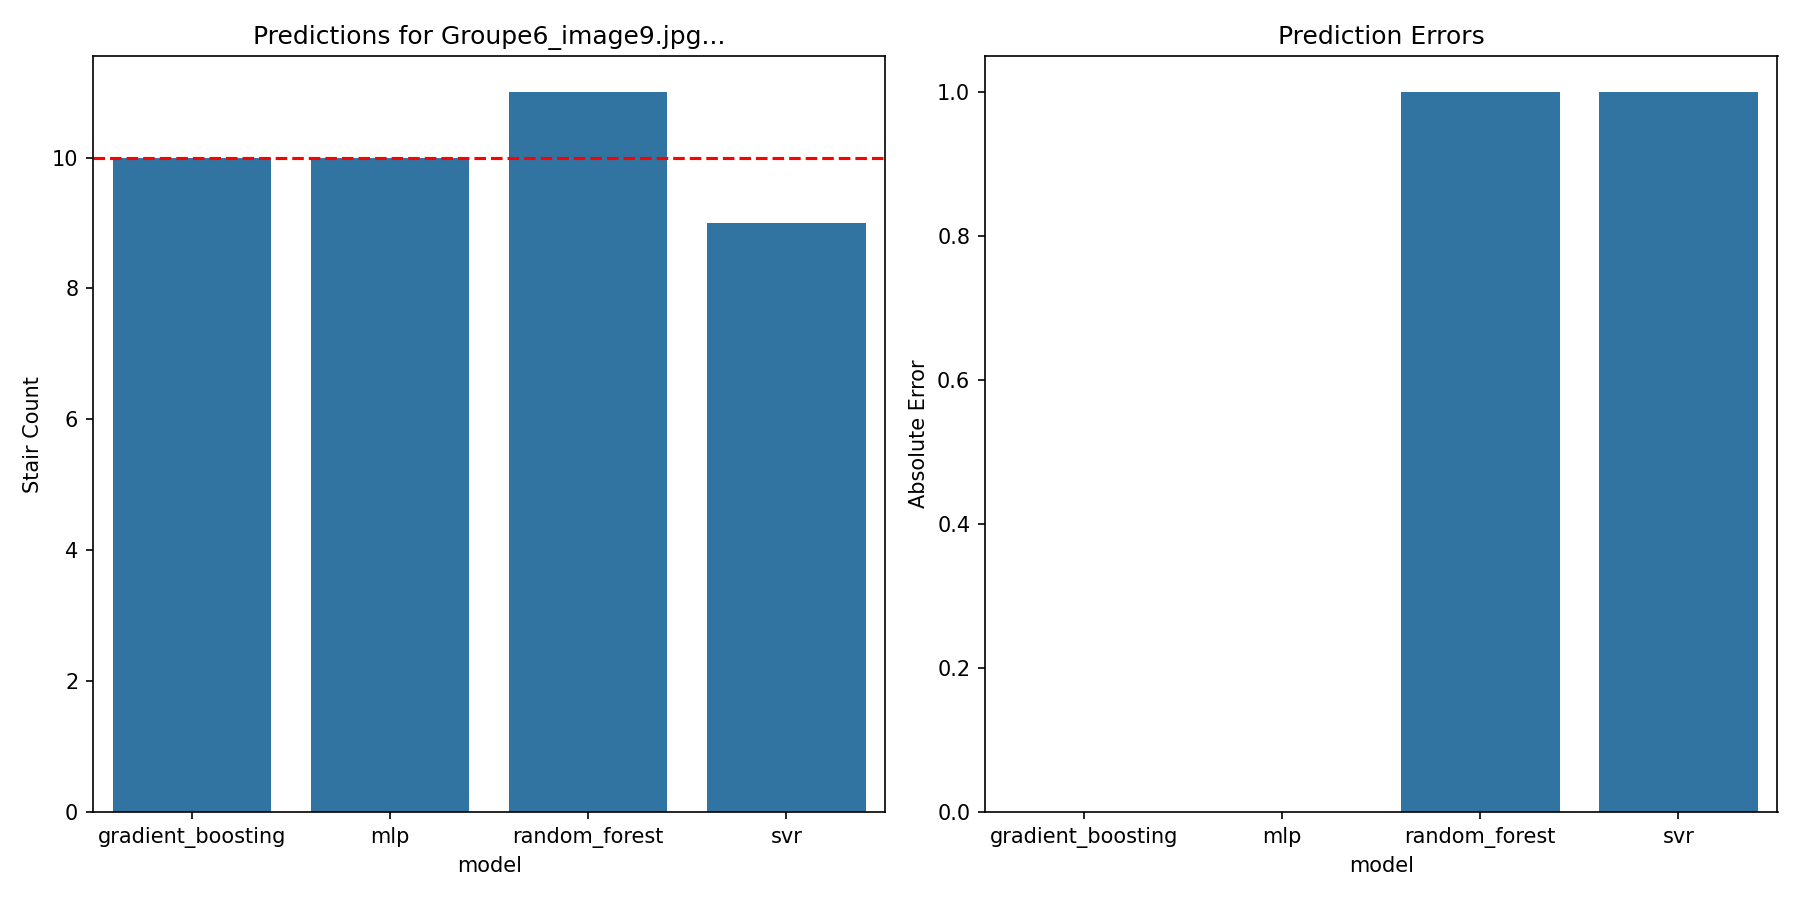 Predictions for Groupe6_image9.jpg...
Stair Count
10
8
6
4
2
0
gradient_boosting mlp random_forest svr
model
Prediction Errors
Absolute Error
1.0
0.8
0.6
0.4
0.2
0.0
gradient_boosting mlp random_forest svr
model